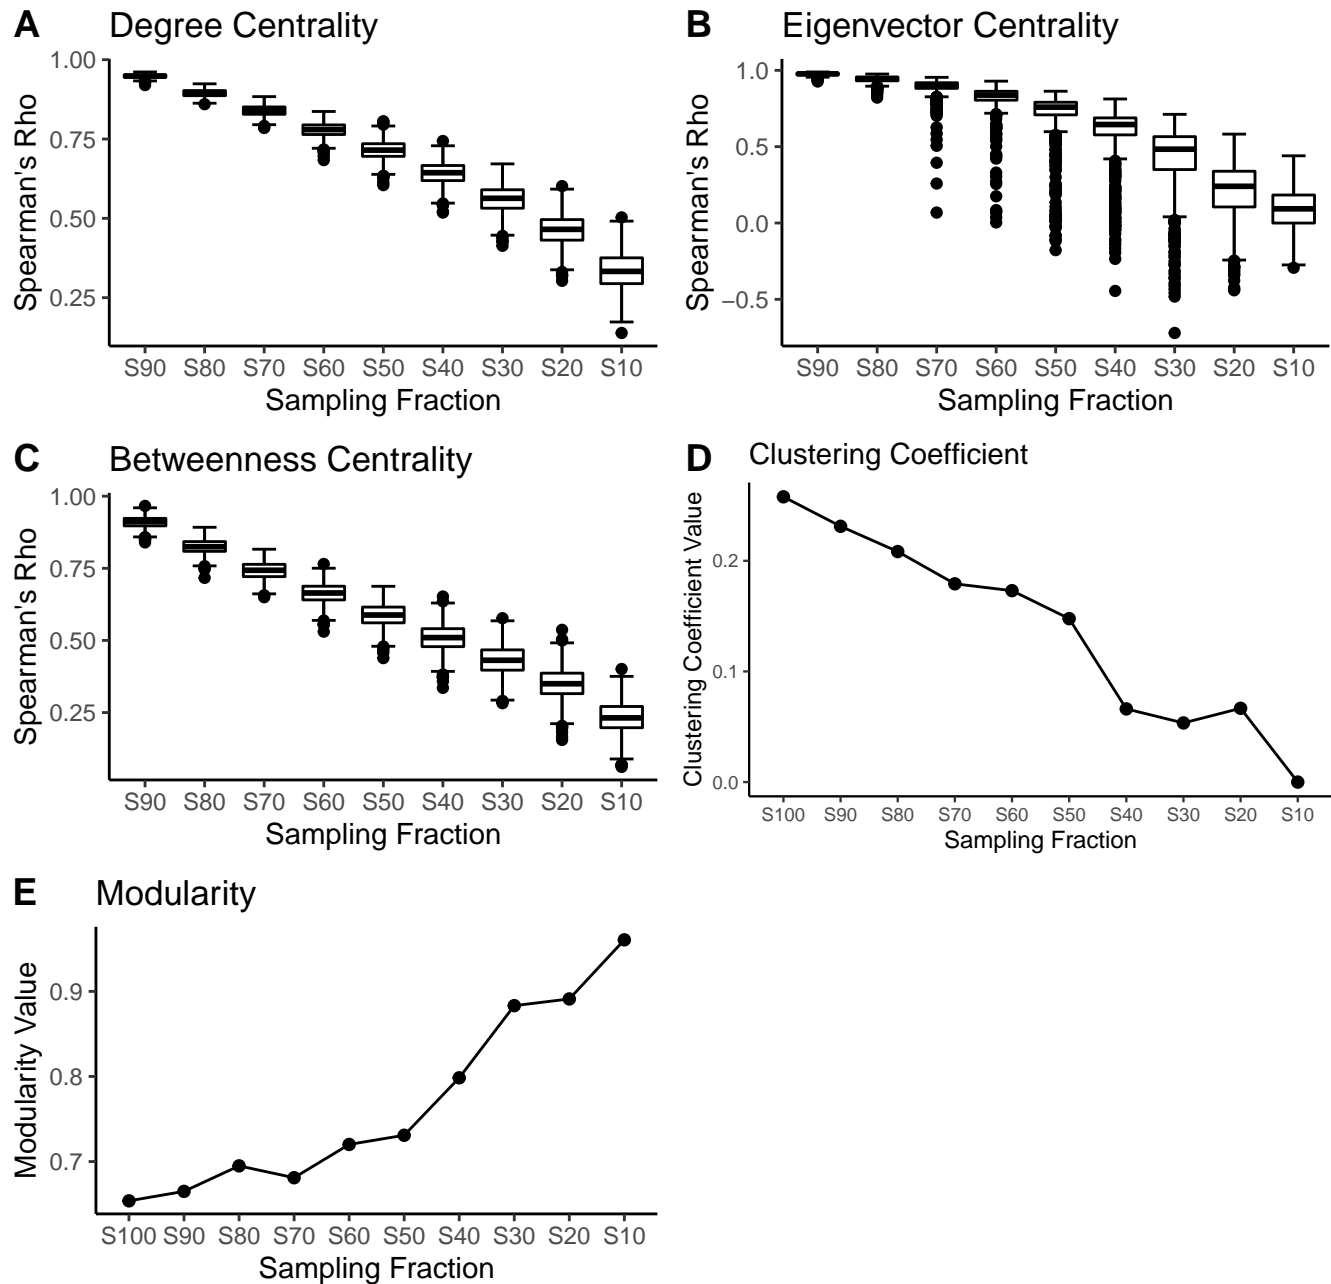 A Degree Centrality
Spearman's Rho
1.00
0.75
0.50
0.25
S90 S80 S70 S60 S50 S40 S30 S20 S10
Sampling Fraction
B Eigenvector Centrality
Spearman's Rho
1.0
0.5
0.0
−0.5
S90 S80 S70 S60 S50 S40 S30 S20 S10
Sampling Fraction
C Betweenness Centrality
Spearman's Rho
1.00
0.75
0.50
0.25
S90 S80 S70 S60 S50 S40 S30 S20 S10
Sampling Fraction
D Clustering Coefficient
Clustering Coefficient Value
0.2
0.1
0.0
S100 S90 S80 S70 S60 S50 S40 S30 S20 S10
Sampling Fraction
E Modularity
Modularity Value
0.9
0.8
0.7
S100 S90 S80 S70 S60 S50 S40 S30 S20 S10
Sampling Fraction